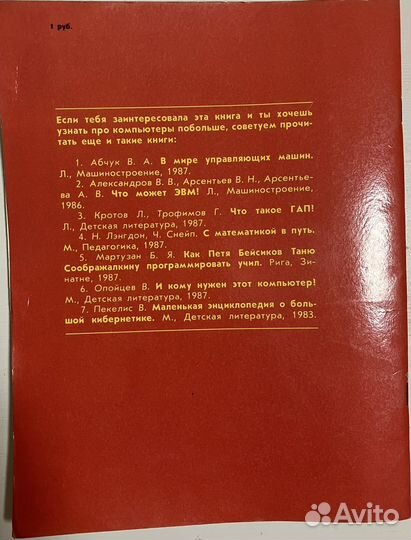 1 руб.
Если тебя заинтересовала эта книга и ты хочешь
узнать про компьютеры побольше, советуем прочи-
тать еще и такие книги:
1. Абчук В. А. В мире управляющих машин.
Л., Машиностроение, 1987.
2. Александров В. В., Арсентьев В. Н., Арсентье-
ва А. В. Что может ЭВМ! Л., Машиностроение,
1986.
3. Кротов Л., Трофимов Г. Что такое ГАП!
Л., Детская литература, 1987.
4. Н. Лэнгдон, Ч. Снейп. С математикой в путь.
М., Педагогика, 1987.
5. Мартузан Б. Я. Как Петя Бейсиков Таню
Соображалкину программировать учил. Рига, Зи-
натне, 1987.
6. Опойцев В. И кому нужен этот компьютер!
М., Детская литература, 1987.
7. Пекелис В. Маленькая энциклопедия о боль-
шой кибернетике. М., Детская литература, 1983.
Avito